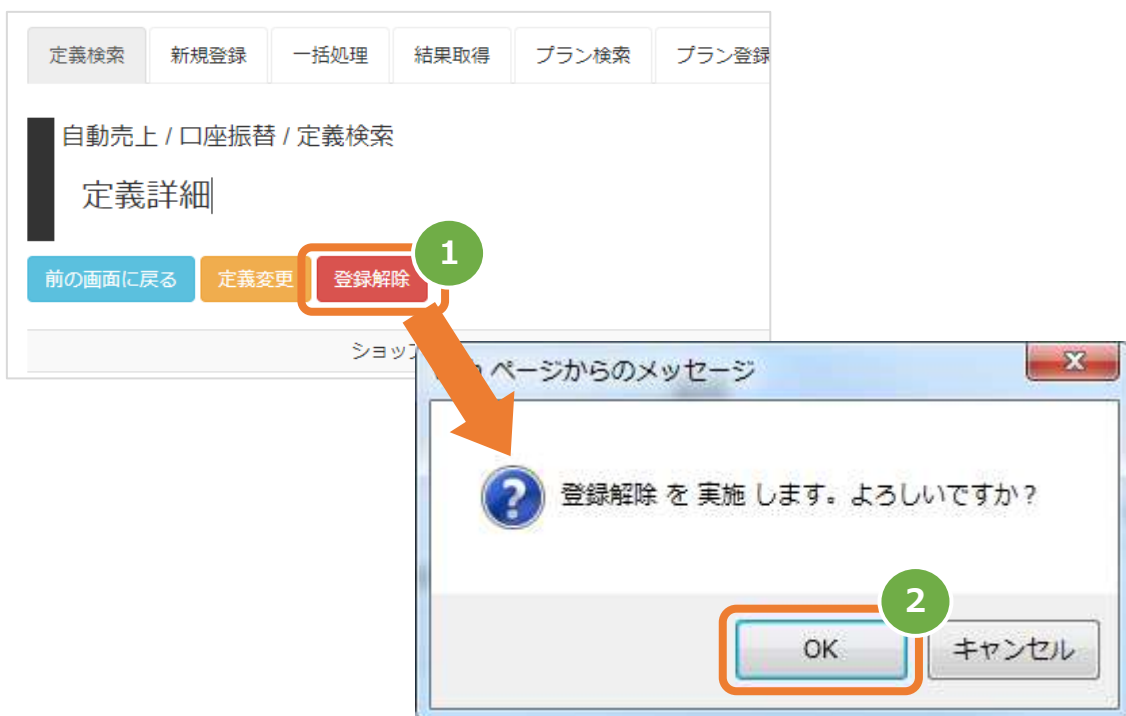 定義検索 新規登録 一括処理 結果取得 プラン検索 プラン登録
自動売上 / 口座振替 / 定義検索
定義詳細
1
前の画面に戻る 定義変更 登録解除
ショップ
ページからのメッセージ
登録解除 を 実施 します。よろしいですか？
2
OK キャンセル